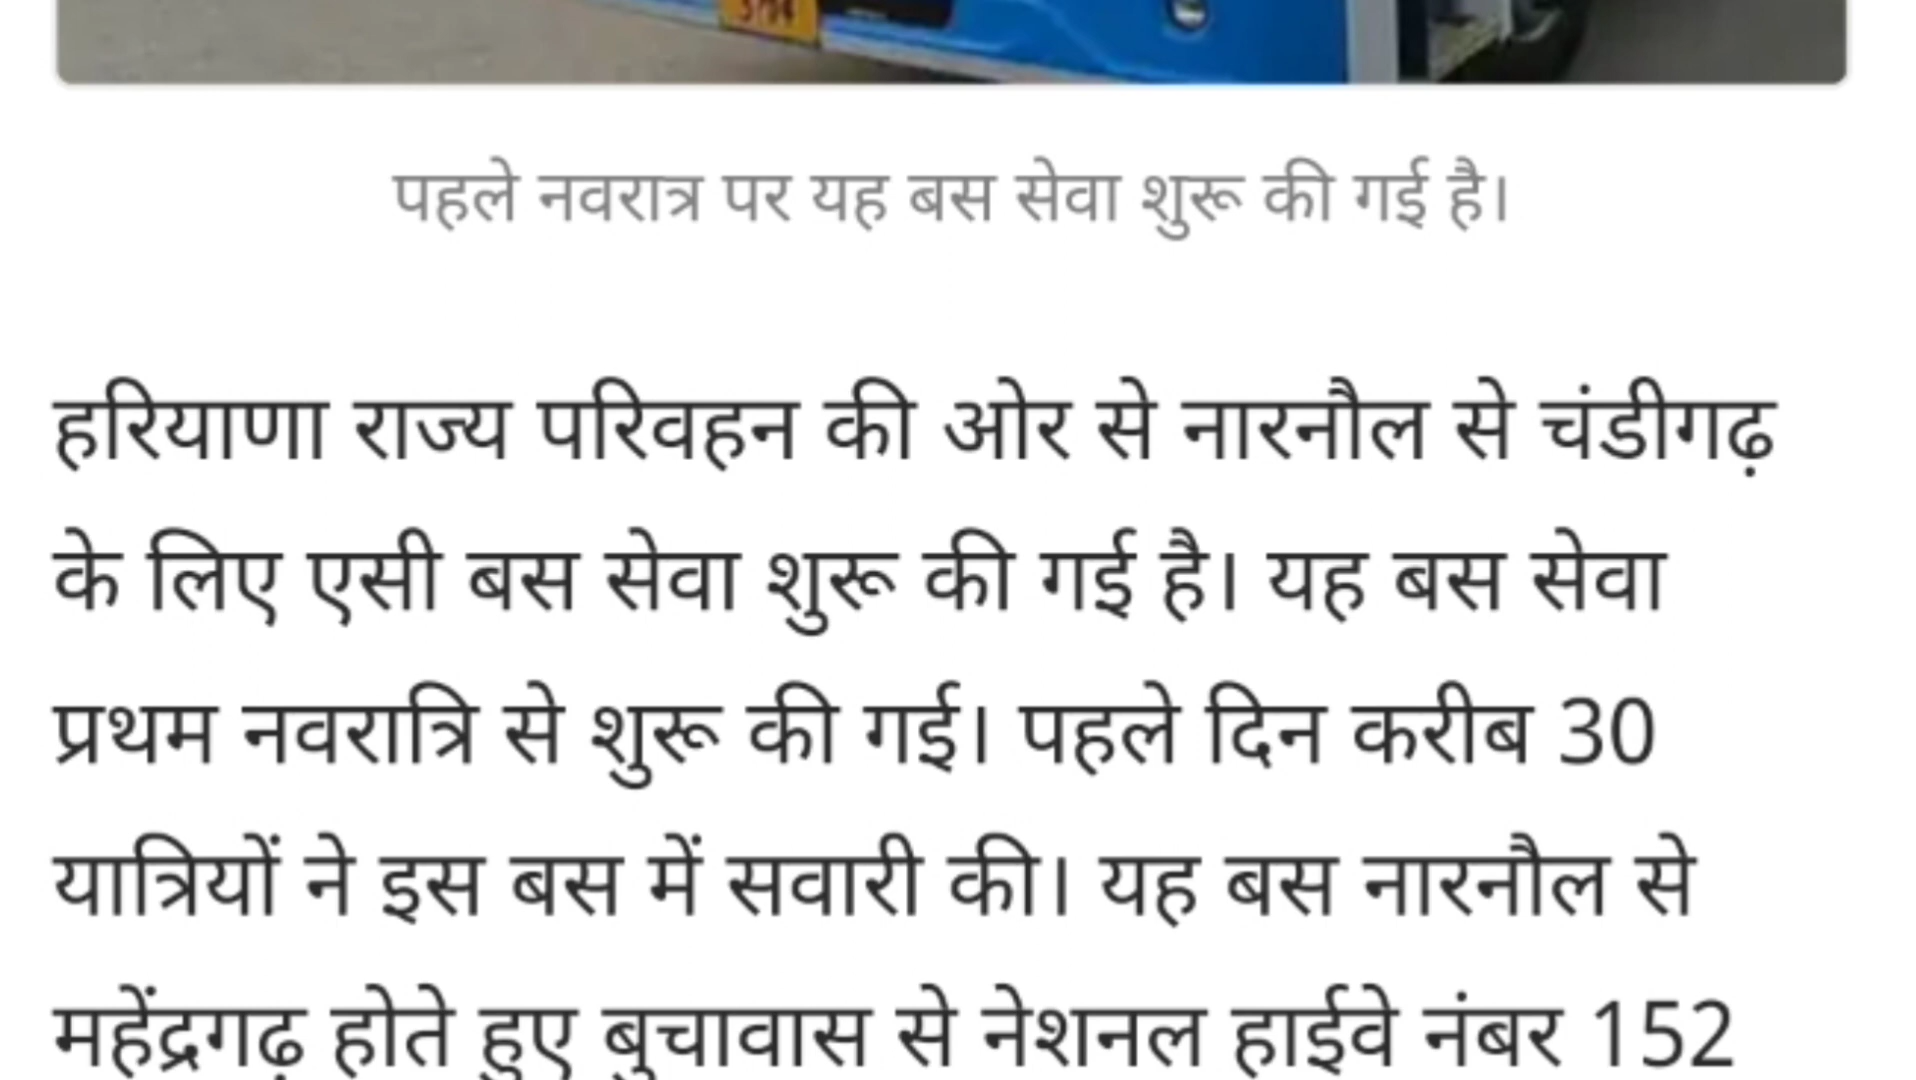 पहले नवरात्र पर यह बस सेवा शुरू की गई है।
हरियाणा राज्य परिवहन की ओर से नारनौल से चंडीगढ़
के लिए एसी बस सेवा शुरू की गई है। यह बस सेवा
प्रथम नवरात्रि से शुरू की गई। पहले दिन करीब 30
यात्रियों ने इस बस में सवारी की। यह बस नारनौल से
महेंद्रगढ़ होते हुए बुचावास से नेशनल हाईवे नंबर 152